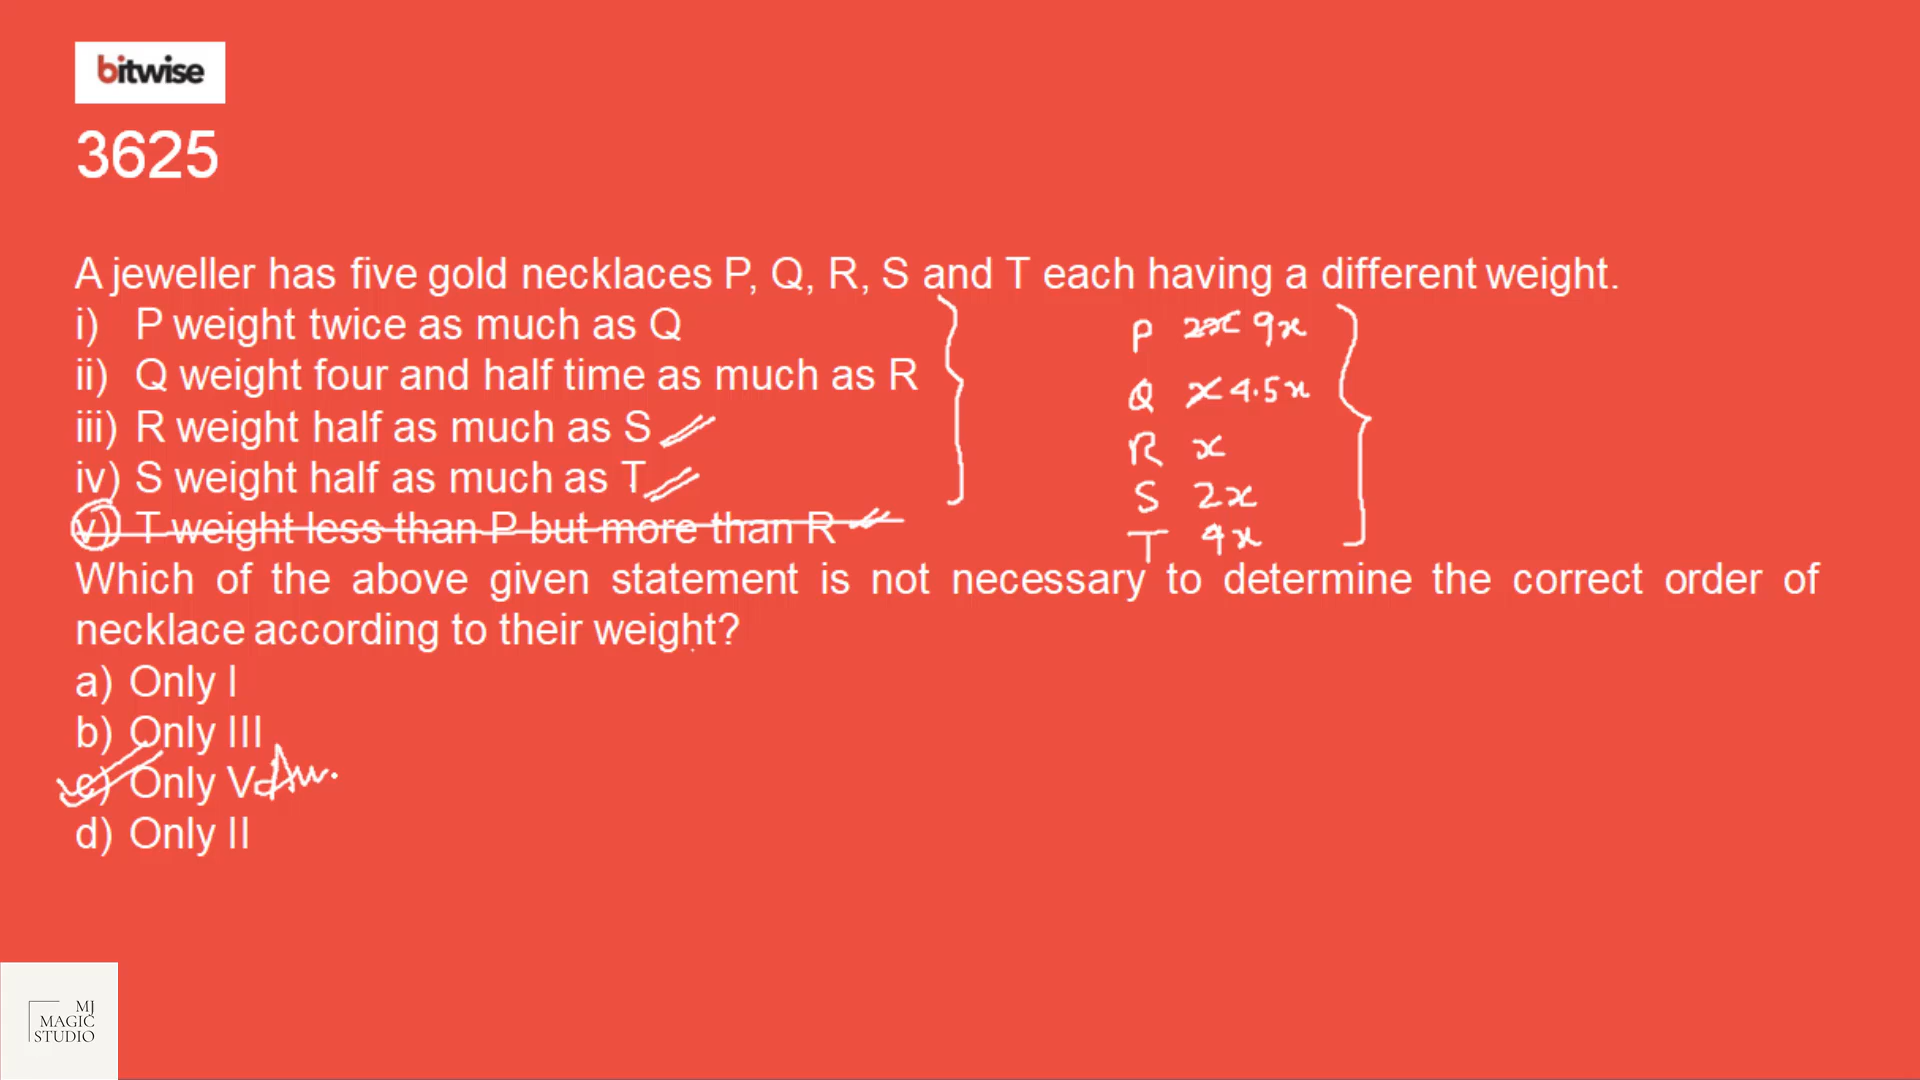 bitwise
3625
A jeweller has five gold necklaces P, Q, R, S and T each having a different weight.
i) P weight twice as much as Q
ii) Q weight four and half time as much as R
iii) R weight half as much as S
iv) S weight half as much as T
v) T weight less than P but more than R
P 2x 9x
Q x 4.5x
R x
S 2x
T 4x
Which of the above given statement is not necessary to determine the correct order of
necklace according to their weight?
a) Only I
b) Only III
c) Only V Ans.
d) Only II
MJ
MAGIC
STUDIO